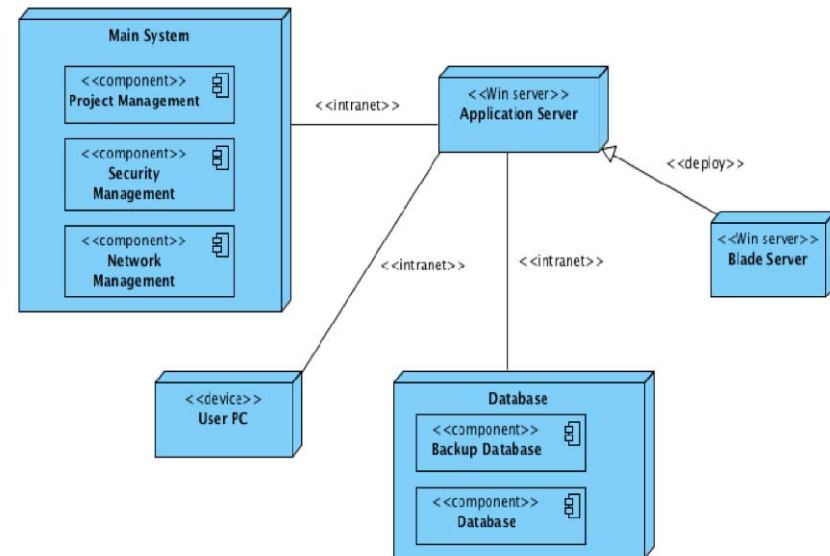 Main System
<<component>>
Project Management
<<component>>
Security
Management
<<component>>
Network
Management
<<intranet>>
<<Win server>>
Application Server
<<deploy>>
<<Win server>>
Blade Server
<<intranet>>
<<intranet>>
<<device>>
User PC
Database
<<component>>
Backup Database
<<component>>
Database